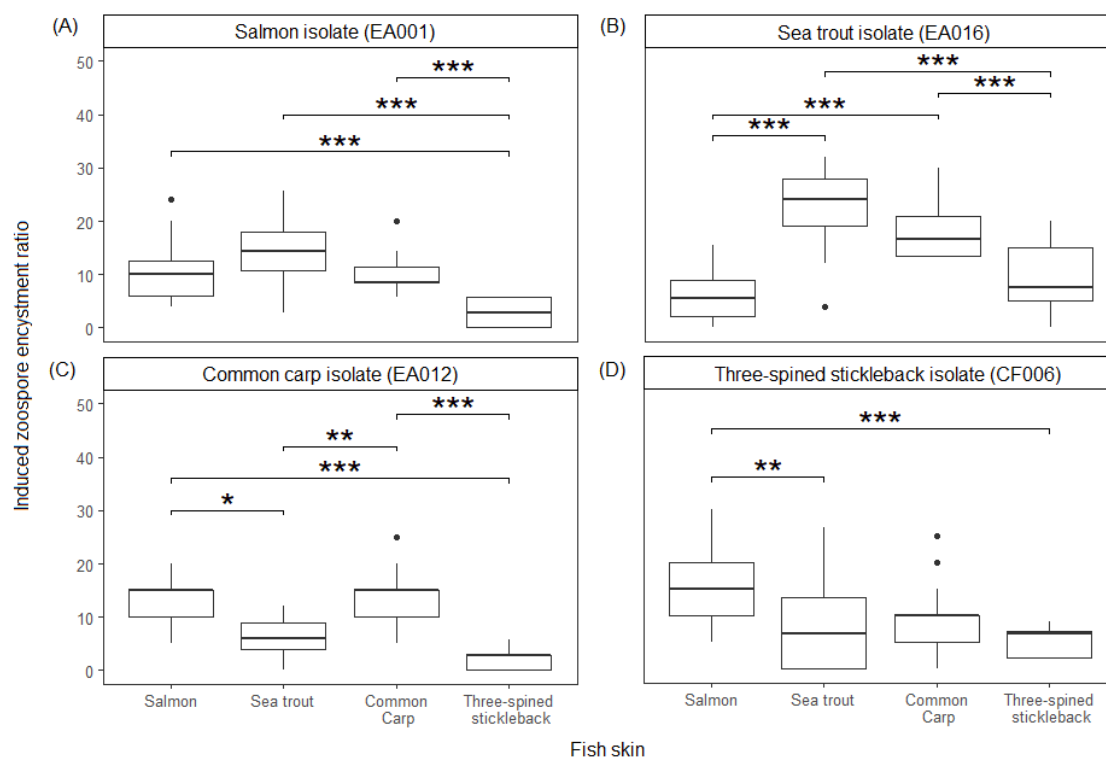 (A)
Salmon isolate (EA001)
50
40
30
20
10
0
***
***
***
(B)
Sea trout isolate (EA016)
***
***
***
***
(C)
Common carp isolate (EA012)
50
40
30
20
10
0
***
**
***
*
Salmon
Sea trout
Common
Carp
Three-spined
stickleback
(D)
Three-spined stickleback isolate (CF006)
***
**
Salmon
Sea trout
Common
Carp
Three-spined
stickleback
Induced zoospore encystment ratio
Fish skin